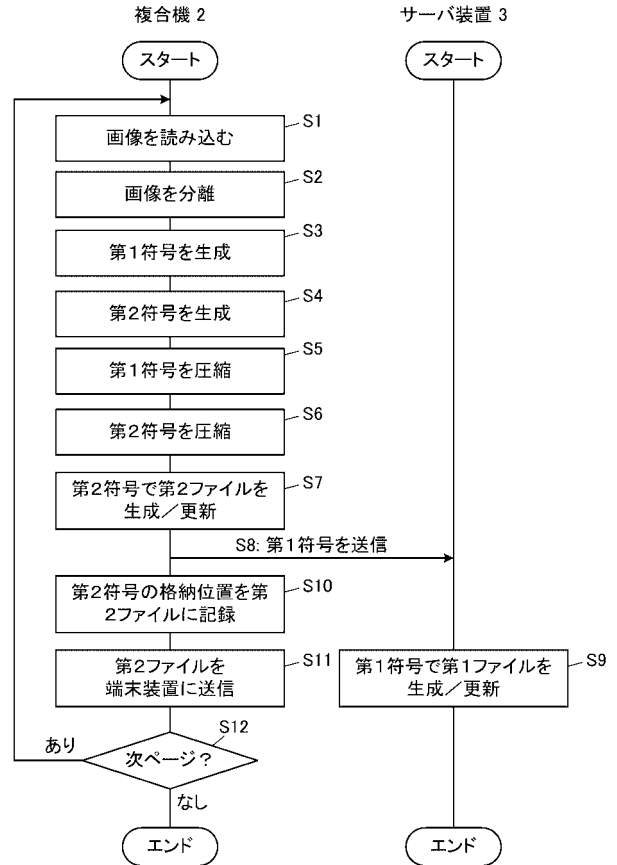 複合機 2
サーバ装置 3
スタート
スタート
S1
画像を読み込む
S2
画像を分離
S3
第1符号を生成
S4
第2符号を生成
S5
第1符号を圧縮
S6
第2符号を圧縮
S7
第2符号で第2ファイルを
生成／更新
S8: 第1符号を送信
S10
第2符号の格納位置を第
2ファイルに記録
S11
第2ファイルを
端末装置に送信
S9
第1符号で第1ファイルを
生成／更新
S12
あり
次ページ？
なし
エンド
エンド